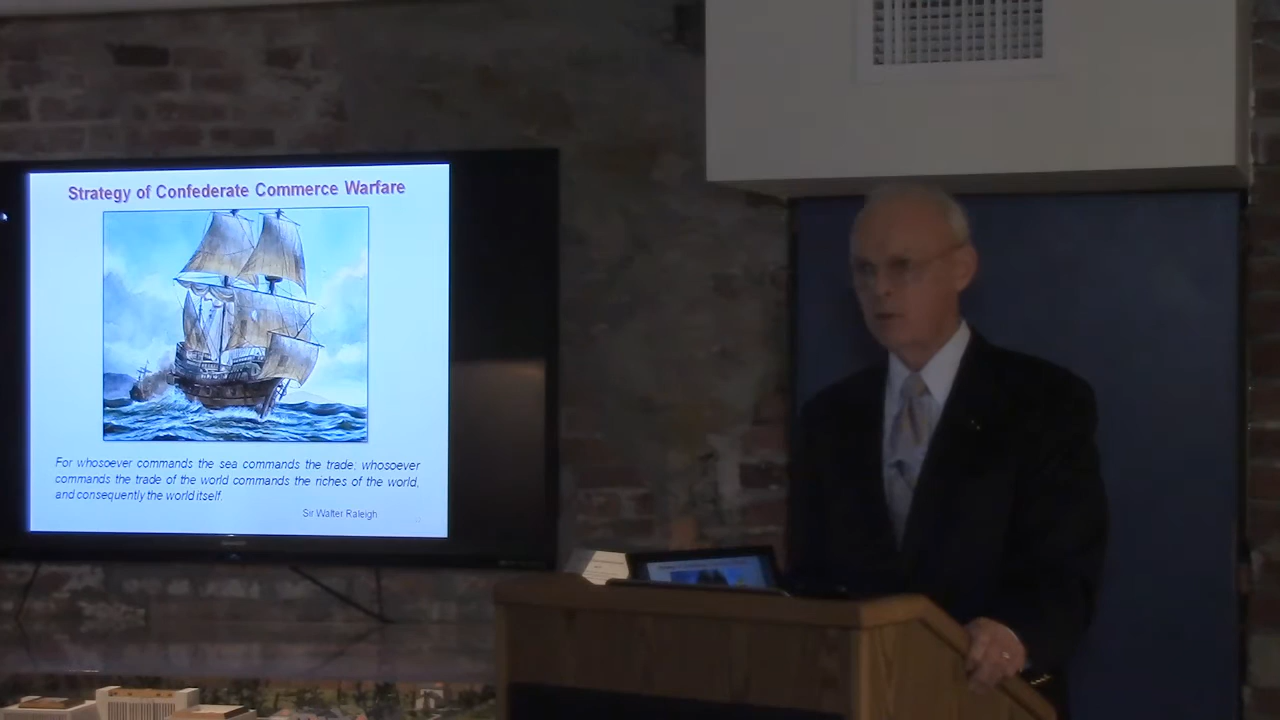 Strategy of Confederate Commerce Warfare
For whosoever commands the sea commands the trade; whosoever
commands the trade of the world commands the riches of the world,
and consequently the world itself.
Sir Walter Raleigh